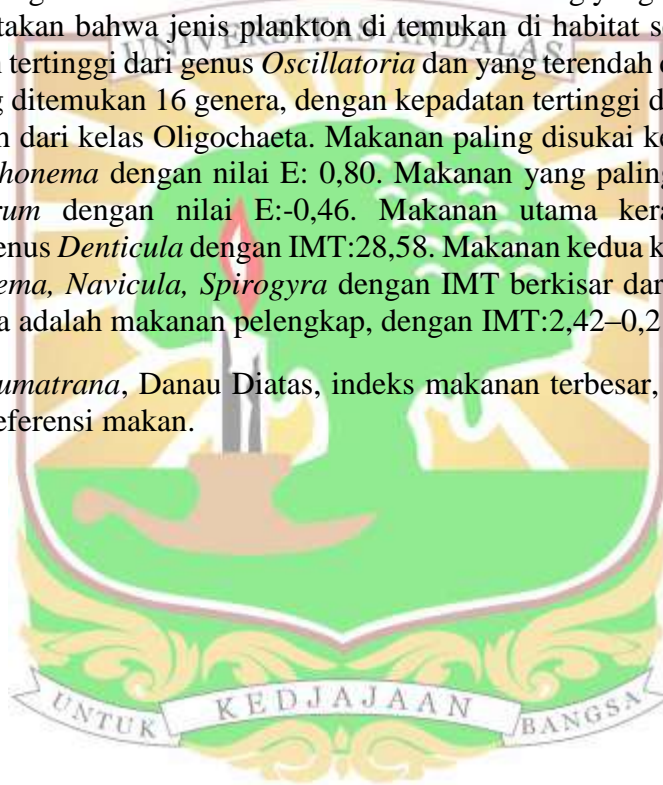 takan bahwa jenis plankton di temukan di habitat s
UNIVERSITAS ANDALAS
tertinggi dari genus Oscillatoria dan yang terendah
ditemukan 16 genera, dengan kepadatan tertinggi d
dari kelas Oligochaeta. Makanan paling disukai ke
honema dengan nilai E: 0,80. Makanan yang paling
rum dengan nilai E:-0,46. Makanan utama kera
enus Denticula dengan IMT:28,58. Makanan kedua k
ema, Navicula, Spirogyra dengan IMT berkisar dar
a adalah makanan pelengkap, dengan IMT:2,42–0,2
umatrana, Danau Diatas, indeks makanan terbesar,
eferensi makan.
UNTUK KEDJAJAAN BANGSA